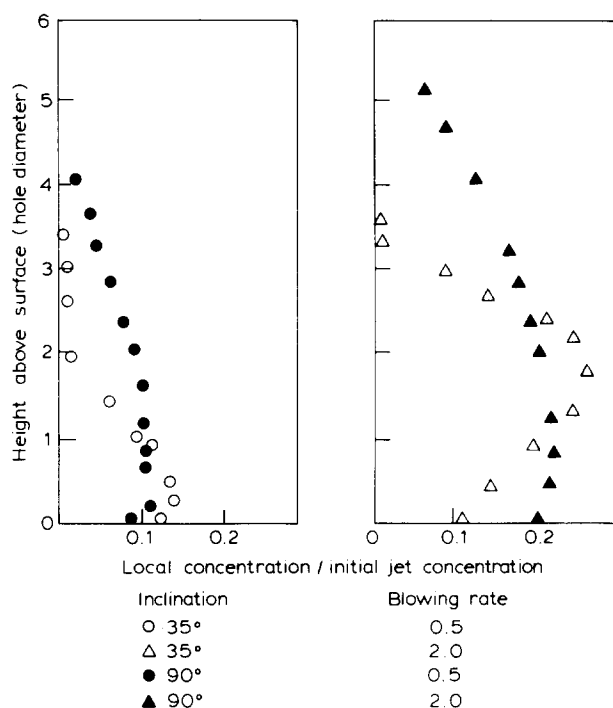 6
5
4
3
2
1
0
Height above surface (hole diameter)
0.1 0.2
0 0.1 0.2
Local concentration / initial jet concentration
Inclination Blowing rate
○ 35° 0.5
△ 35° 2.0
● 90° 0.5
▲ 90° 2.0